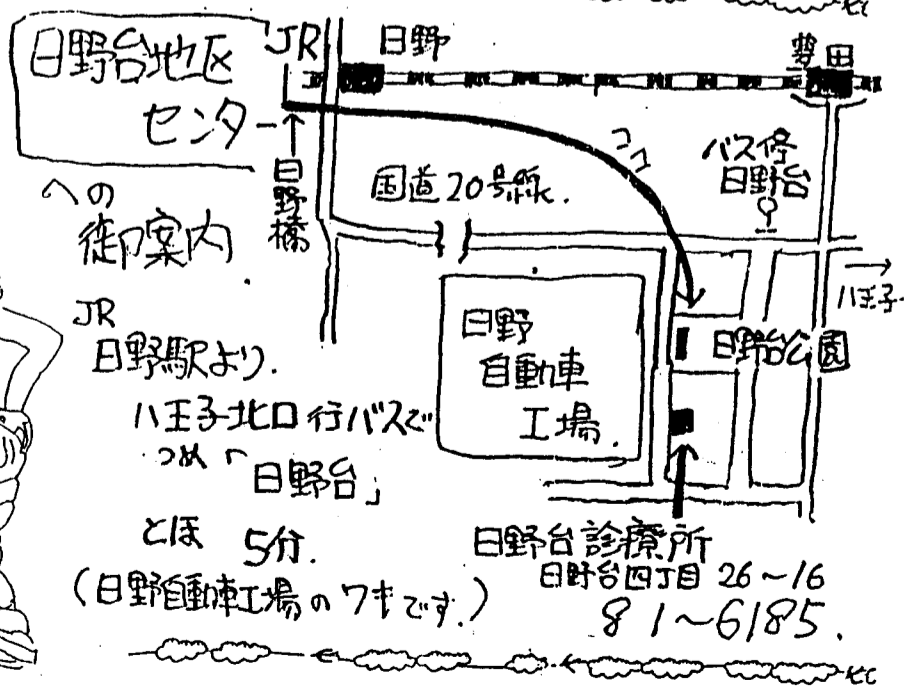 日野台地区
センター
への
御案内
JR
日野
豊田
日野橋
国道20号線.
ココ
バス停
日野台
八王子
日野
自動車
工場.
日野台公園
JR
日野駅より.
八王子北口行バスで
「日野台」
とほ 5分.
(日野自動車工場のワキです.)
日野台診療所
日野台四丁目 26~16
81~6185.